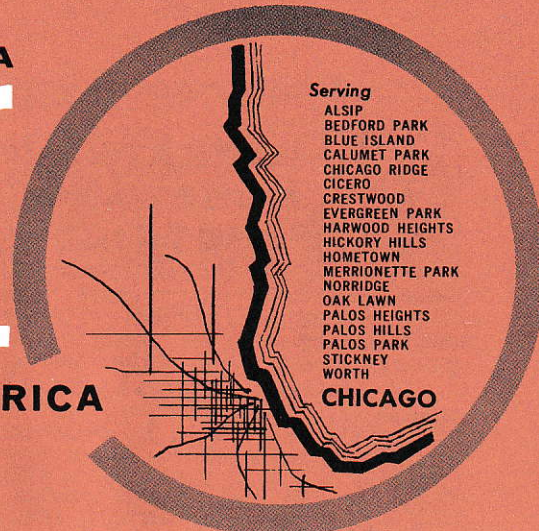 A
Serving
ALSIP
BEDFORD PARK
BLUE ISLAND
CALUMET PARK
CHICAGO RIDGE
CICERO
CRESTWOOD
EVERGREEN PARK
HARWOOD HEIGHTS
HICKORY HILLS
HOMETOWN
MERRIONETTE PARK
NORRIDGE
OAK LAWN
PALOS HEIGHTS
PALOS HILLS
PALOS PARK
STICKNEY
WORTH
CHICAGO
RICA